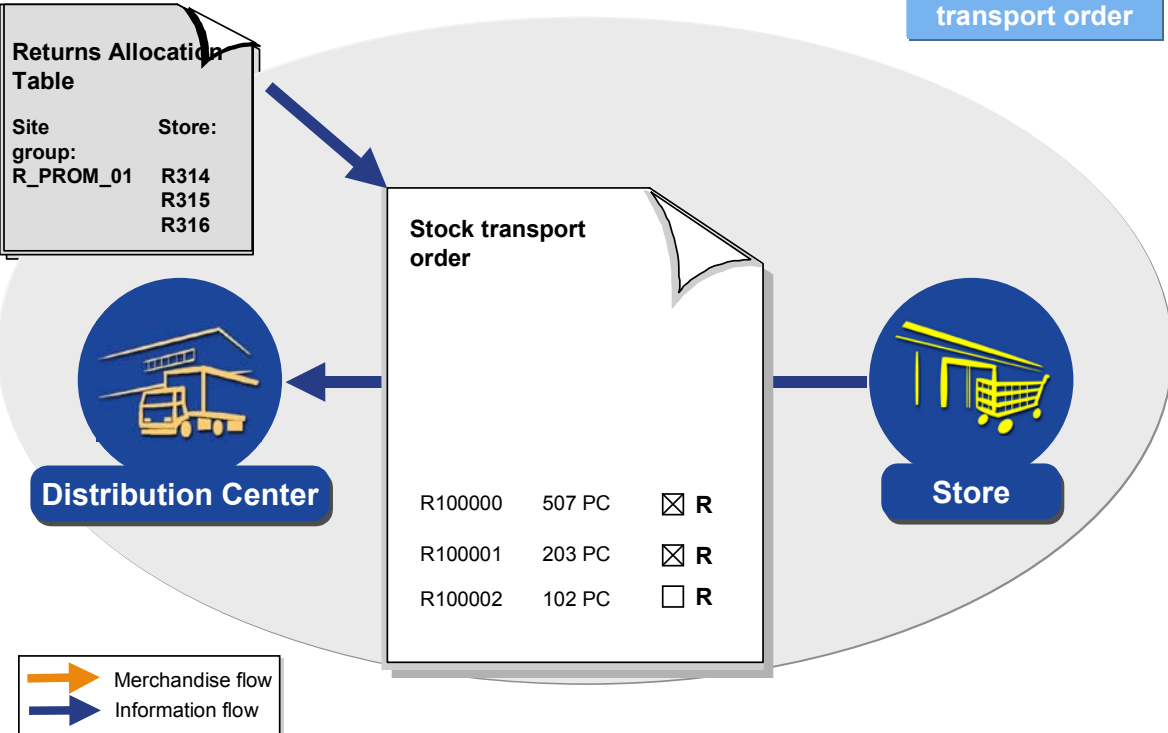 transport order
Returns Allocation
Table
Site Store:
group:
R_PROM_01 R314
R315
R316
Stock transport
order
Distribution Center
Store
R100000 507 PC R
R100001 203 PC R
R100002 102 PC R
Merchandise flow
Information flow